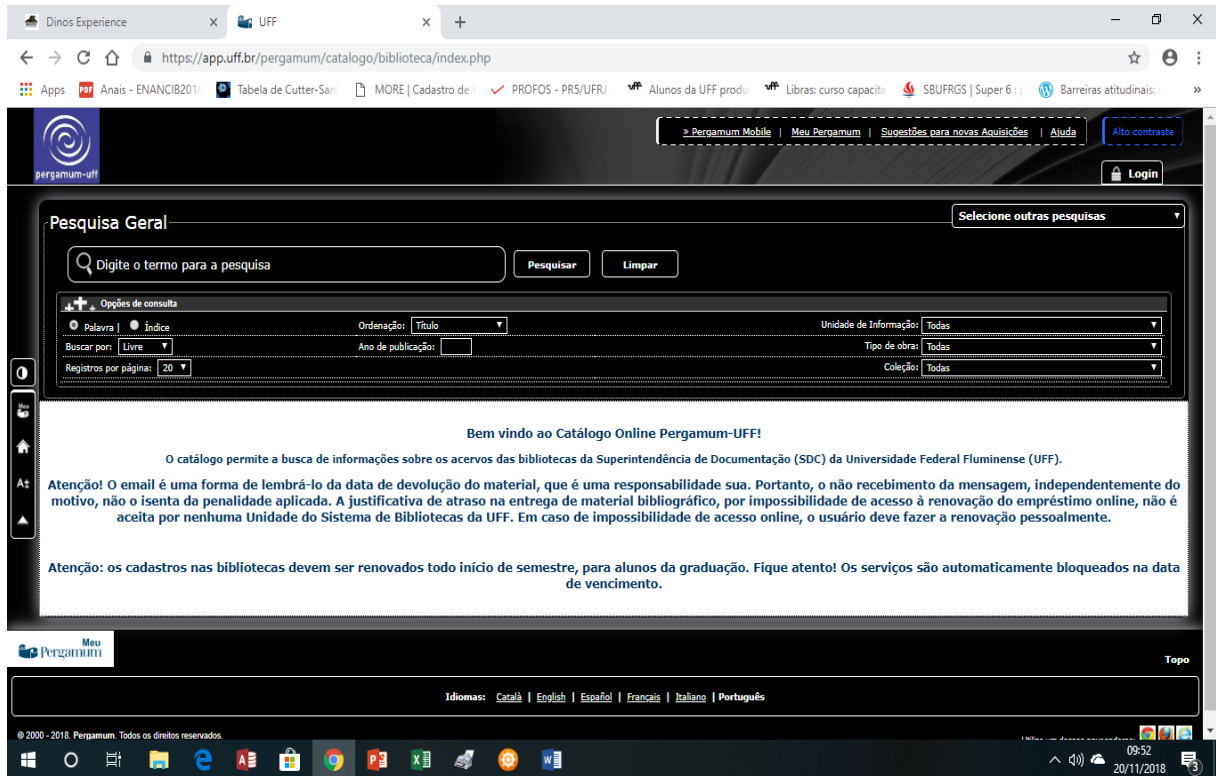 Dinos Experience
UFF
https://app.uff.br/pergamum/catalogo/biblioteca/index.php
Apps
Anais - ENANCIB201
Tabela de Cutter-San
MORE | Cadastro de
PROFOS - PR5/UFRJ -
Alunos da UFF produ
Libras: curso capacita
SBUFRGS | Super 6 :
Barreiras atitudinais:
pergamum-uff
» Pergamum Mobile | Meu Pergamum | Sugestões para novas Aquisições | Ajuda
Alto contraste
Login
Pesquisa Geral
Selecione outras pesquisas
Digite o termo para a pesquisa
Pesquisar
Limpar
Opções de consulta
Palavra | Índice
Ordenação: Título
Unidade de Informação: Todas
Buscar por: Livre
Ano de publicação:
Tipo de obra: Todas
Registros por página: 20
Coleção: Todas
Meu
A±
Bem vindo ao Catálogo Online Pergamum-UFF!
O catálogo permite a busca de informações sobre os acervos das bibliotecas da Superintendência de Documentação (SDC) da Universidade Federal Fluminense (UFF).
Atenção! O email é uma forma de lembrá-lo da data de devolução do material, que é uma responsabilidade sua. Portanto, o não recebimento da mensagem, independentemente do
motivo, não o isenta da penalidade aplicada. A justificativa de atraso na entrega de material bibliográfico, por impossibilidade de acesso à renovação do empréstimo online, não é
aceita por nenhuma Unidade do Sistema de Bibliotecas da UFF. Em caso de impossibilidade de acesso online, o usuário deve fazer a renovação pessoalmente.
Atenção: os cadastros nas bibliotecas devem ser renovados todo início de semestre, para alunos da graduação. Fique atento! Os serviços são automaticamente bloqueados na data
de vencimento.
Meu
Pergamum
Topo
Idiomas: Català | English | Español | Français | Italiano | Português
© 2000 - 2018. Pergamum. Todos os direitos reservados.
09:52
20/11/2018